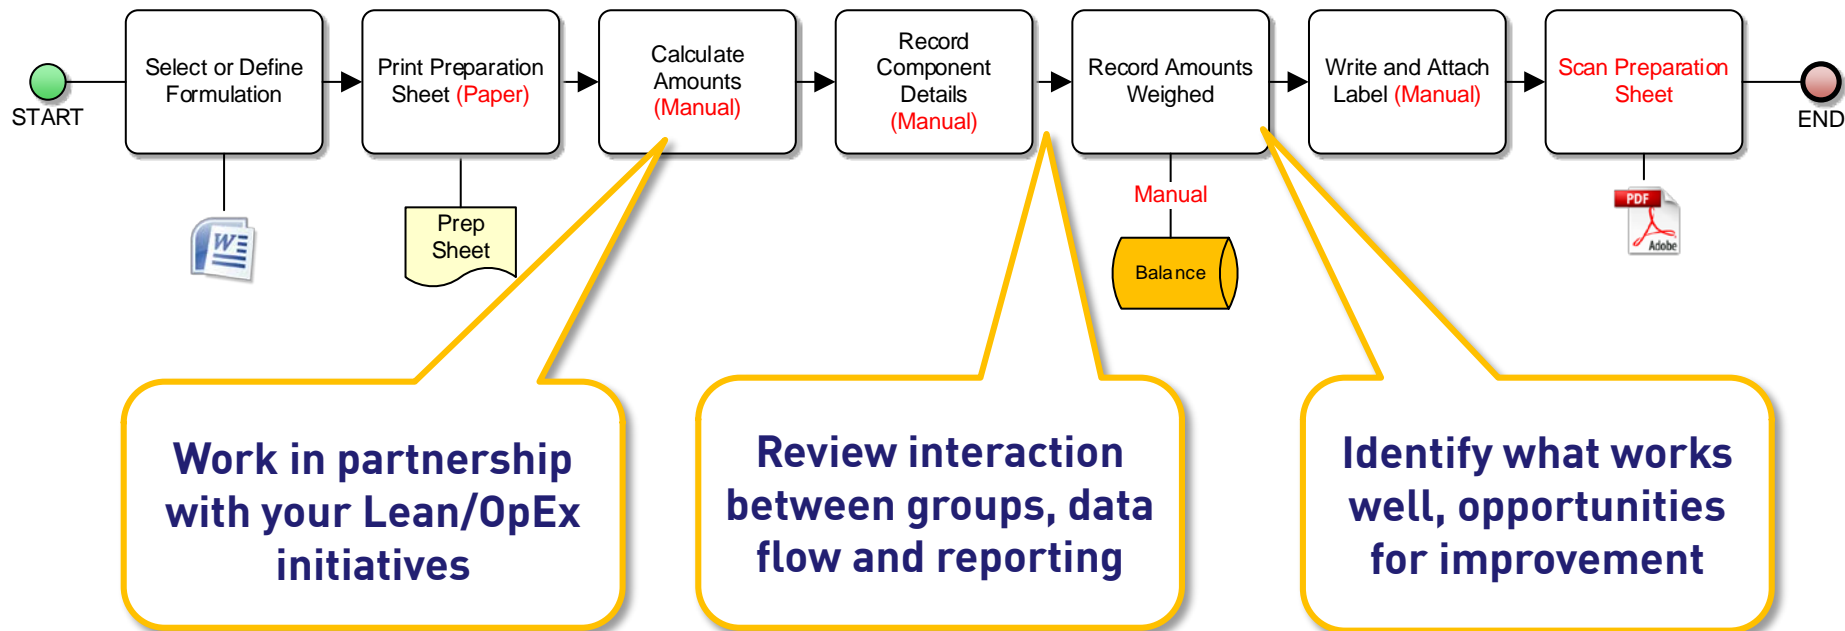 START
Select or Define
Formulation
Print Preparation
Sheet (Paper)
Calculate
Amounts
(Manual)
Record
Component
Details
(Manual)
Record Amounts
Weighed
Write and Attach
Label (Manual)
Scan Preparation
Sheet
END
W
Prep
Sheet
Manual
Balance
PDF
Adobe
Work in partnership
with your Lean/OpEx
initiatives
Review interaction
between groups, data
flow and reporting
Identify what works
well, opportunities
for improvement